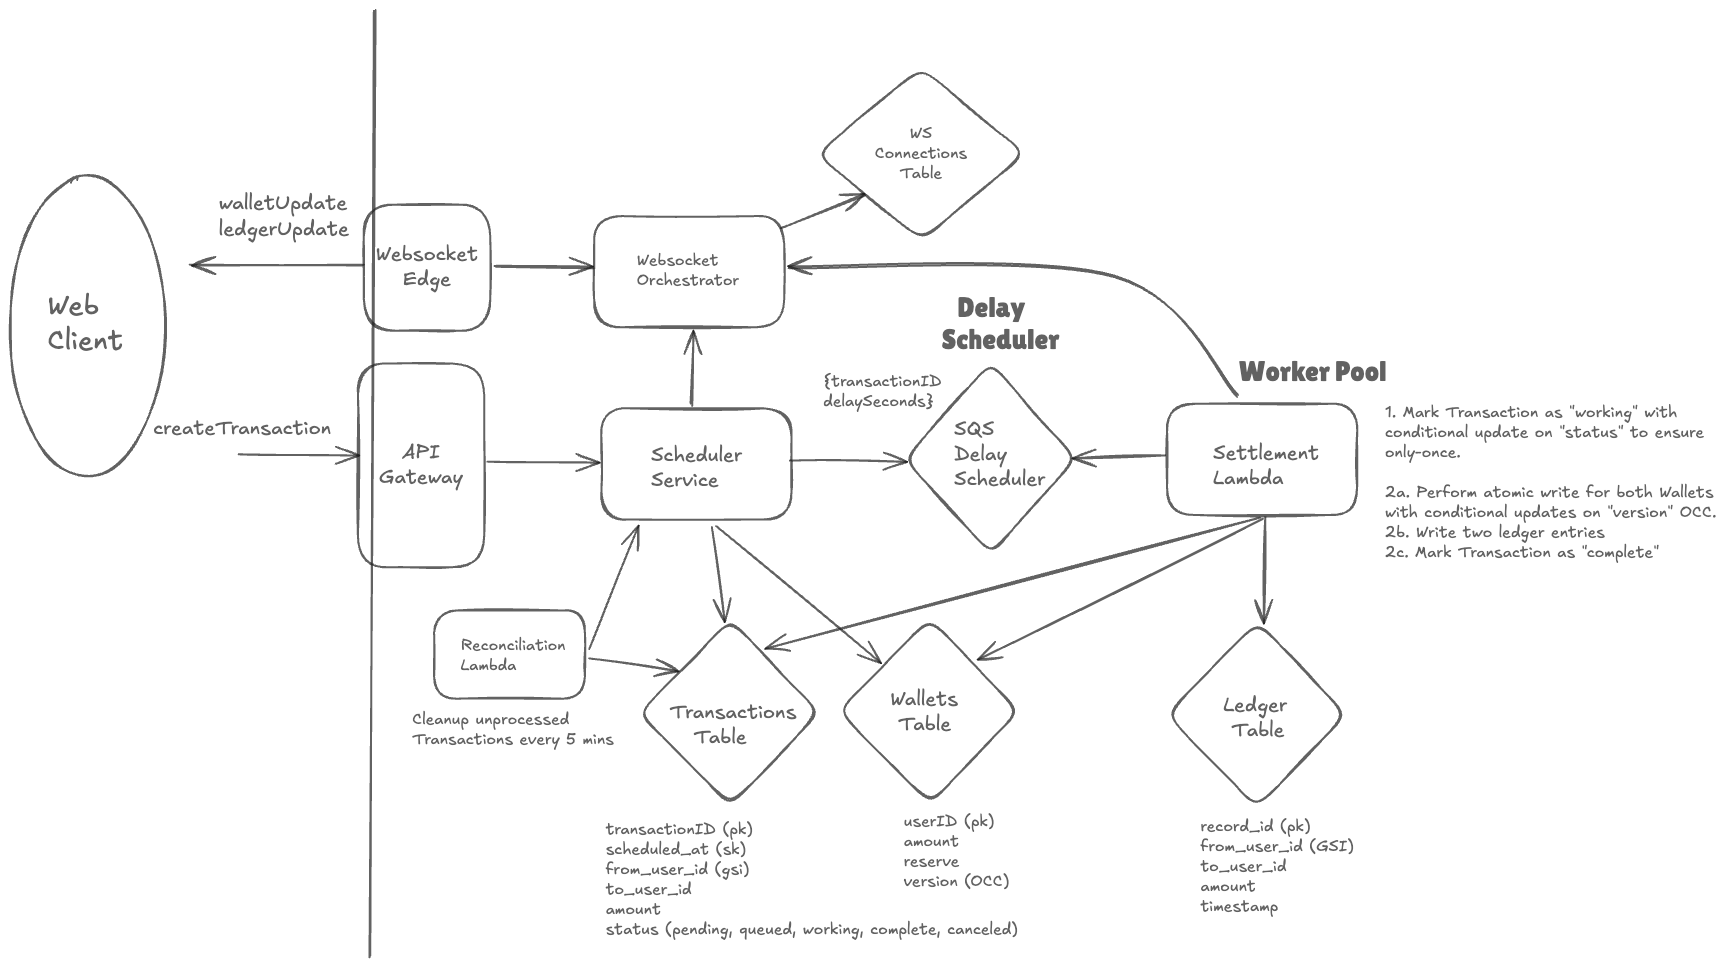 WS
Connections
Table
walletUpdate
ledgerUpdate
Websocket
Edge
Websocket
Orchestrator
Web
Client
Delay
Scheduler
Worker Pool
{transactionID
delaySeconds}
createTransaction
API
Gateway
Scheduler
Service
SQS
Delay
Scheduler
Settlement
Lambda
1. Mark Transaction as "working" with
conditional update on "status" to ensure
only-once.
2a. Perform atomic write for both Wallets
with conditional updates on "version" OCC.
2b. Write two ledger entries
2c. Mark Transaction as "complete"
Reconciliation
Lambda
Cleanup unprocessed
Transactions every 5 mins
Transactions
Table
Wallets
Table
Ledger
Table
transactionID (pk)
scheduled_at (sk)
from_user_id (gsi)
to_user_id
amount
status (pending, queued, working, complete, canceled)
userID (pk)
amount
reserve
version (OCC)
record_id (pk)
from_user_id (GSI)
to_user_id
amount
timestamp